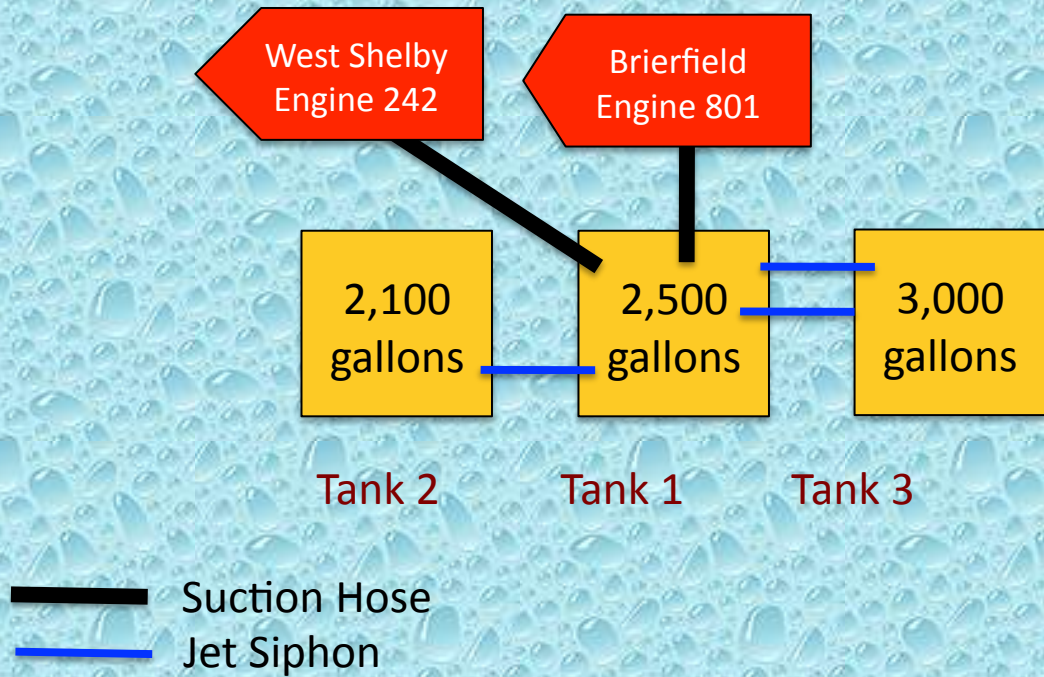 West Shelby
Engine 242
Brierfield
Engine 801
2,100
gallons
2,500
gallons
3,000
gallons
Tank 2
Tank 1
Tank 3
Suction Hose
Jet Siphon